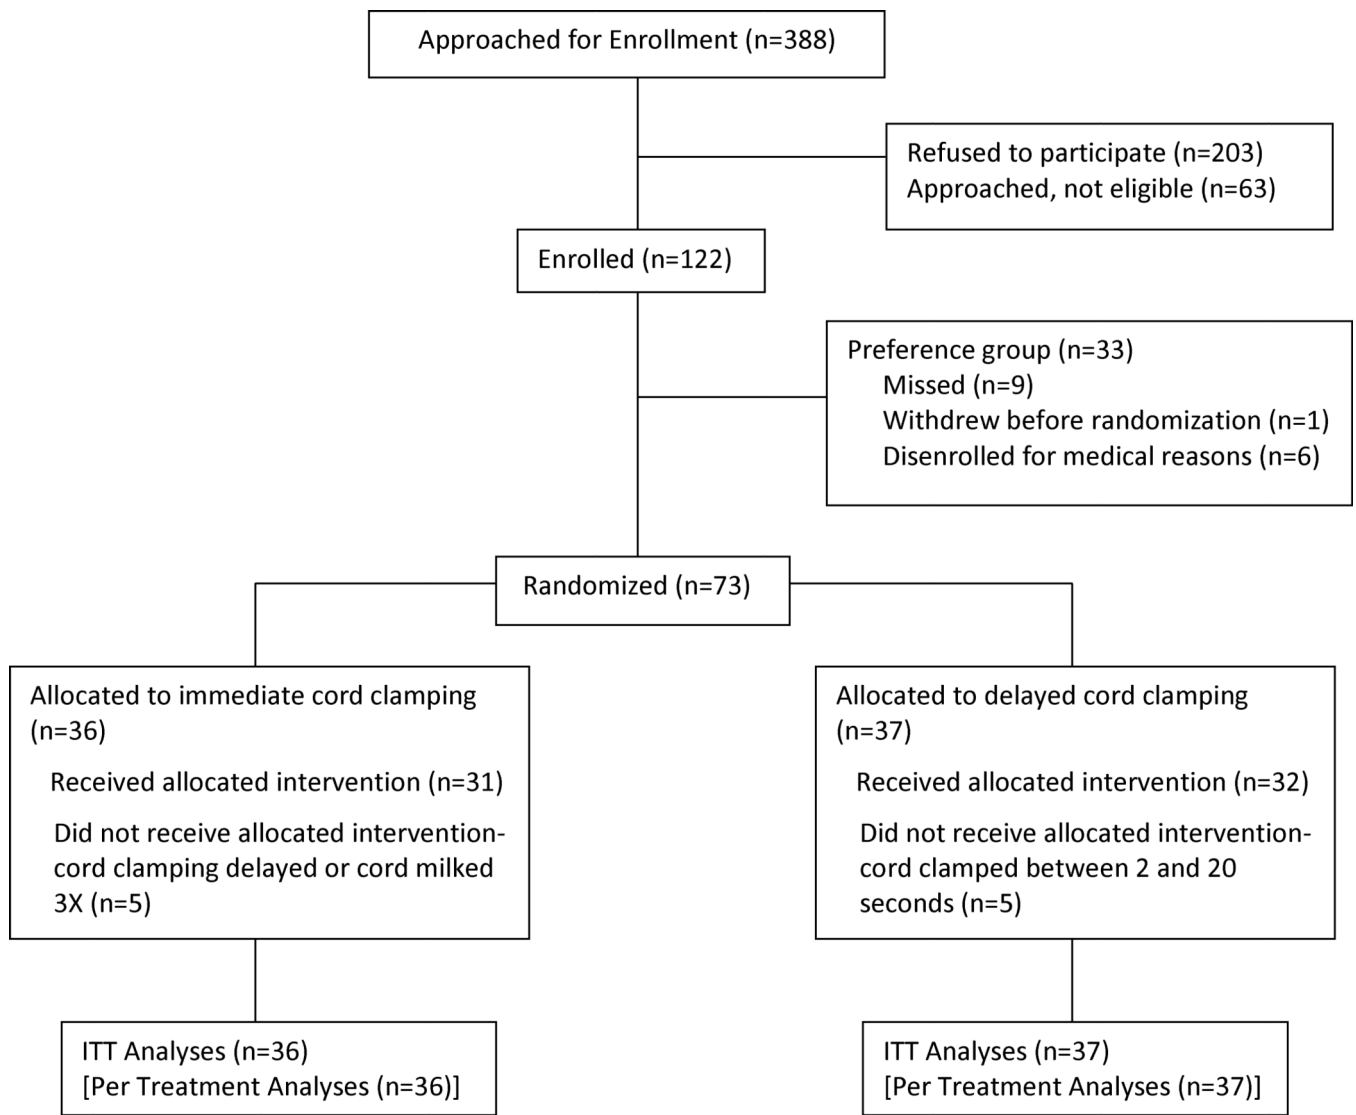 Approached for Enrollment (n=388)
Refused to participate (n=203)
Approached, not eligible (n=63)
Enrolled (n=122)
Preference group (n=33)
Missed (n=9)
Withdrew before randomization (n=1)
Disenrolled for medical reasons (n=6)
Randomized (n=73)
Allocated to immediate cord clamping
(n=36)
Received allocated intervention (n=31)
Did not receive allocated intervention-
cord clamping delayed or cord milked
3X (n=5)
Allocated to delayed cord clamping
(n=37)
Received allocated intervention (n=32)
Did not receive allocated intervention-
cord clamped between 2 and 20
seconds (n=5)
ITT Analyses (n=36)
[Per Treatment Analyses (n=36)]
ITT Analyses (n=37)
[Per Treatment Analyses (n=37)]